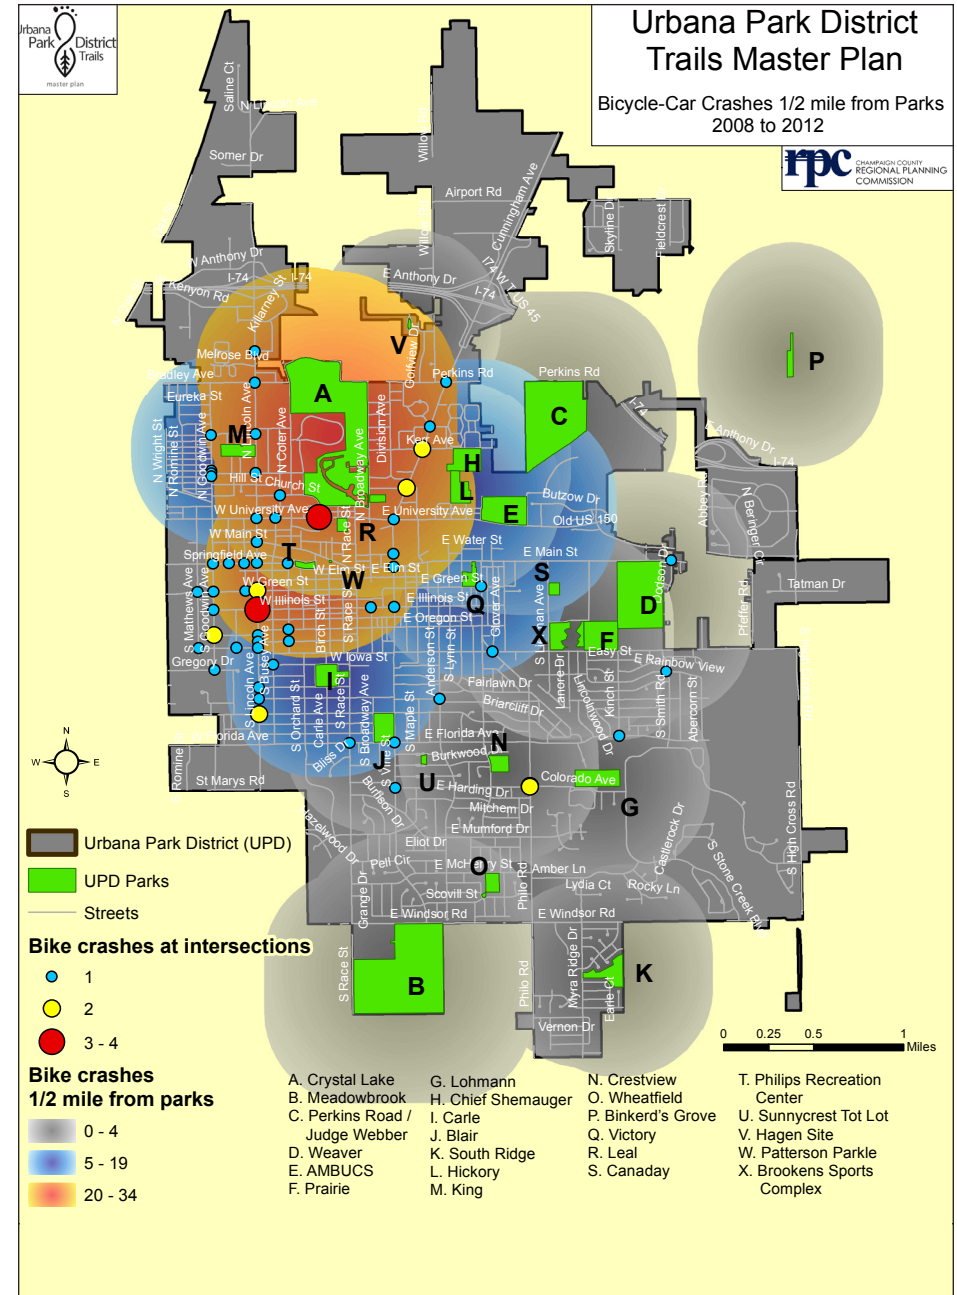 Urbana
Park District
Trails
master plan
Urbana Park District
Trails Master Plan
Bicycle-Car Crashes 1/2 mile from Parks
2008 to 2012
rpc
CHAMPAIGN COUNTY
REGIONAL PLANNING
COMMISSION
Saline Ct
Somer Dr
Airport Rd
Cunningham Ave
Skyline Dr
W Anthony Dr
I-74
I-74
Kenyon Rd
Killarney St
E Anthony Dr
I-74
I74 W T US 45
Melrose Blvd
Golfview Dr
V
Bradley Ave
Perkins Rd
Perkins Rd
P
Eureka St
A
C
I-74
N Wright St
N Romine St
N Goodwin Ave
M
N Lincoln Ave
N Coler Ave
Division Ave
Kerr Ave
E Anthony Dr
I-74
H
Hill St
Church St
N Broadway Ave
L
Butzow Dr
Abbey Rd
N Beringer Cr
W University Ave
E University Ave
E
Old US 150
W Main St
N Race St
R
E Water St
Springfield Ave
T
W Elm St
E Elm St
E Main St
W Green St
W
E Green St
S
Dodson Dr
Tatman Dr
W Illinois St
E Illinois St
Q
Glover Ave
D
Pfeffer Rd
S Mathews Ave
S Goodwin Ave
Birch St
S Race St
E Oregon St
X
F
Gregory Dr
S Busey Ave
W Iowa St
Anderson St
S Lynn St
Easy St
E Rainbow View
S Lincoln Ave
I
Fairlawn Dr
Lanore Dr
Lincolnwood Dr
Kinch St
S Smith Rd
Abercorn St
S Orchard St
Carle Ave
S Race St
S Broadway Ave
S Maple St
Briarcliff Dr
W Florida Ave
E Florida Ave
N
Bliss Dr
J
S Vine St
Burkwood Dr
S Romine St
St Marys Rd
U
E Harding Dr
Colorado Ave
Burlison Dr
Mitchem Dr
G
Hazelwood Dr
E Mumford Dr
Castlerock Dr
S High Cross Rd
Eliot Dr
Pell Cir
O
E McHenry St
Amber Ln
S Stone Creek Blvd
Grange Dr
Scovill St
Philo Rd
Lydia Ct
Rocky Ln
E Windsor Rd
E Windsor Rd
S Race St
B
Philo Rd
Myra Ridge Dr
K
Earle Ct
Vernon Dr
N
W
E
S
Urbana Park District (UPD)
UPD Parks
Streets
Bike crashes at intersections
1
2
3 - 4
Bike crashes
1/2 mile from parks
0 - 4
5 - 19
20 - 34
0 0.25 0.5 1
Miles
A. Crystal Lake
B. Meadowbrook
C. Perkins Road /
Judge Webber
D. Weaver
E. AMBUCS
F. Prairie
G. Lohmann
H. Chief Shemauger
I. Carle
J. Blair
K. South Ridge
L. Hickory
M. King
N. Crestview
O. Wheatfield
P. Binkerd's Grove
Q. Victory
R. Leal
S. Canaday
T. Philips Recreation
Center
U. Sunnycrest Tot Lot
V. Hagen Site
W. Patterson Parkle
X. Brookens Sports
Complex